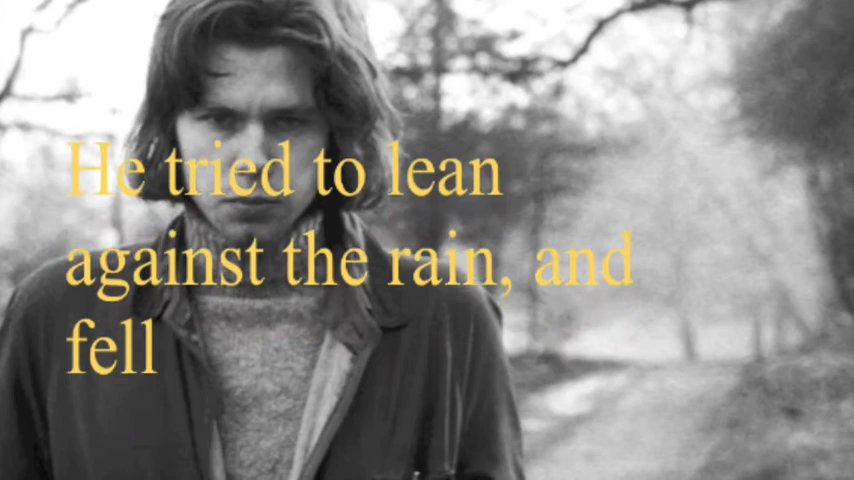 He tried to lean
against the rain, and
fell